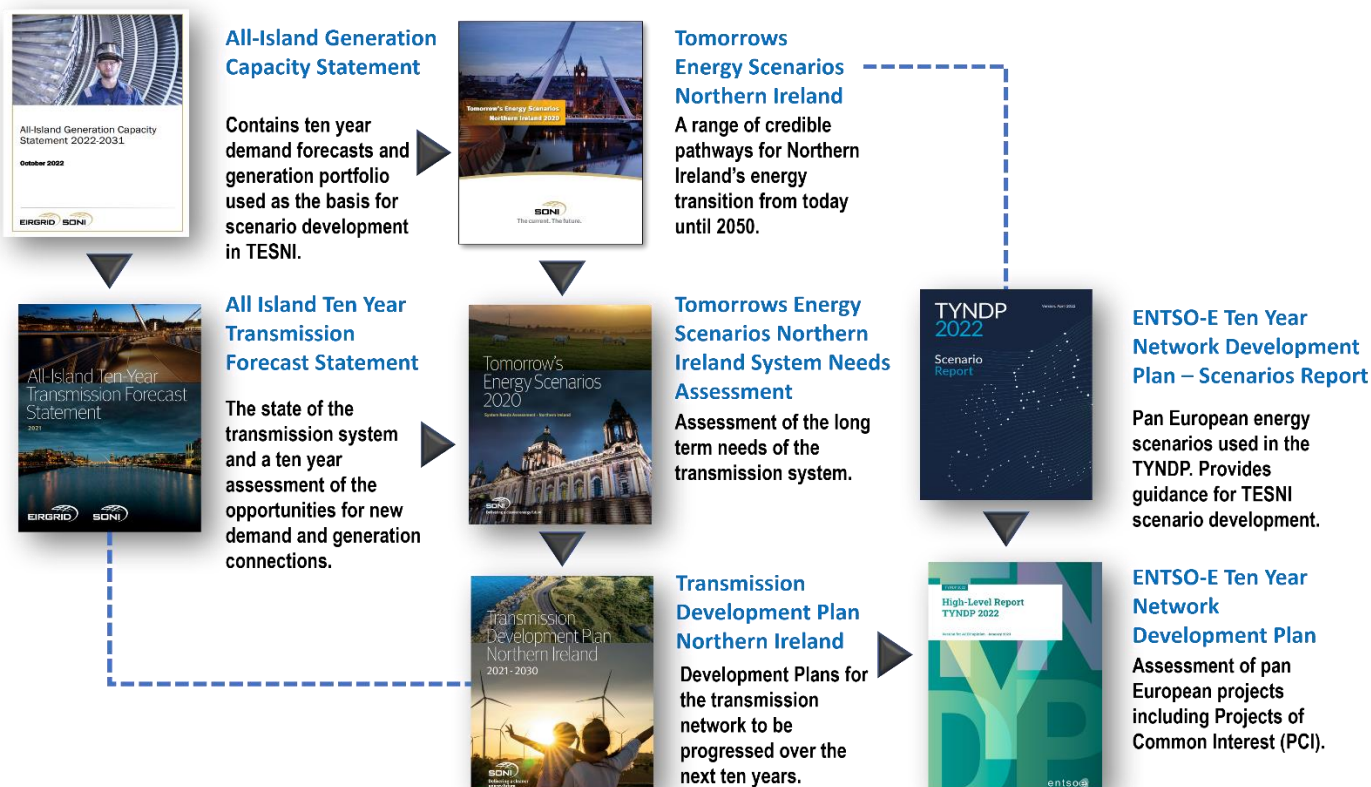 All-Island Generation Capacity
Statement 2022-2031
October 2022
EIRGRID SONI
All-Island Generation
Capacity Statement
Contains ten year
demand forecasts and
generation portfolio
used as the basis for
scenario development
in TESNI.
Tomorrow's Energy Scenarios
Northern Ireland 2020
SONI
The current. The future.
Tomorrows
Energy Scenarios
Northern Ireland
A range of credible
pathways for Northern
Ireland's energy
transition from today
until 2050.
All-Island Ten-Year
Transmission Forecast
Statement
2021
EIRGRID SONI
All Island Ten Year
Transmission
Forecast Statement
The state of the
transmission system
and a ten year
assessment of the
opportunities for new
demand and generation
connections.
Tomorrow's
Energy Scenarios
2020
System Needs Assessment - Northern Ireland
SONI
Tomorrows Energy
Scenarios Northern
Ireland System Needs
Assessment
Assessment of the long
term needs of the
transmission system.
TYNDP
2022
Scenario
Report
ENTSO-E Ten Year
Network Development
Plan – Scenarios Report
Pan European energy
scenarios used in the
TYNDP. Provides
guidance for TESNI
scenario development.
Transmission
Development Plan
Northern Ireland
2021-2030
SONI
Transmission
Development Plan
Northern Ireland
Development Plans for
the transmission
network to be
progressed over the
next ten years.
High-Level Report
TYNDP 2022
entsoe
ENTSO-E Ten Year
Network
Development Plan
Assessment of pan
European projects
including Projects of
Common Interest (PCI).